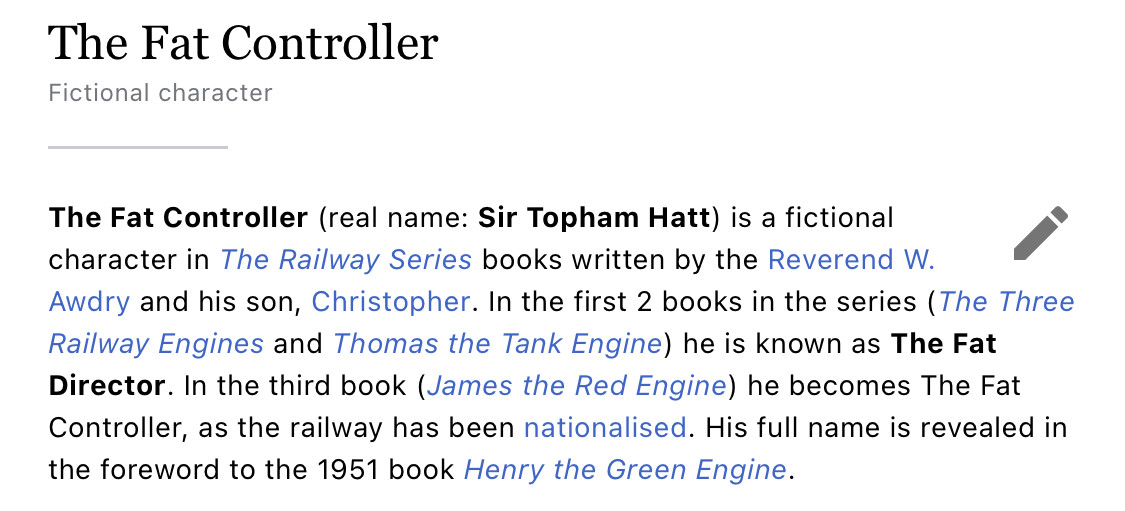 The Fat Controller
Fictional character
The Fat Controller (real name: Sir Topham Hatt) is a fictional
character in The Railway Series books written by the Reverend W.
Awdry and his son, Christopher. In the first 2 books in the series (The Three
Railway Engines and Thomas the Tank Engine) he is known as The Fat
Director. In the third book (James the Red Engine) he becomes The Fat
Controller, as the railway has been nationalised. His full name is revealed in
the foreword to the 1951 book Henry the Green Engine.